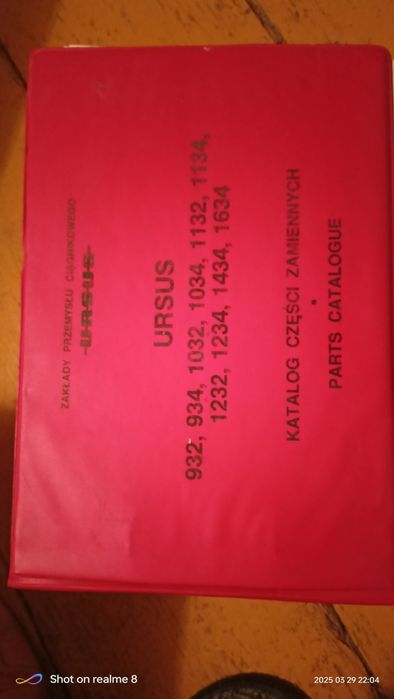 ZAKŁADY PRZEMYSŁU CIĄGNIKOWEGO
URSUS
URSUS
932, 934, 1032, 1034, 1132, 1134,
1232, 1234, 1434, 1634
KATALOG CZĘŚCI ZAMIENNYCH
PARTS CATALOGUE
Shot on realme 8
2025 03 29 22:04